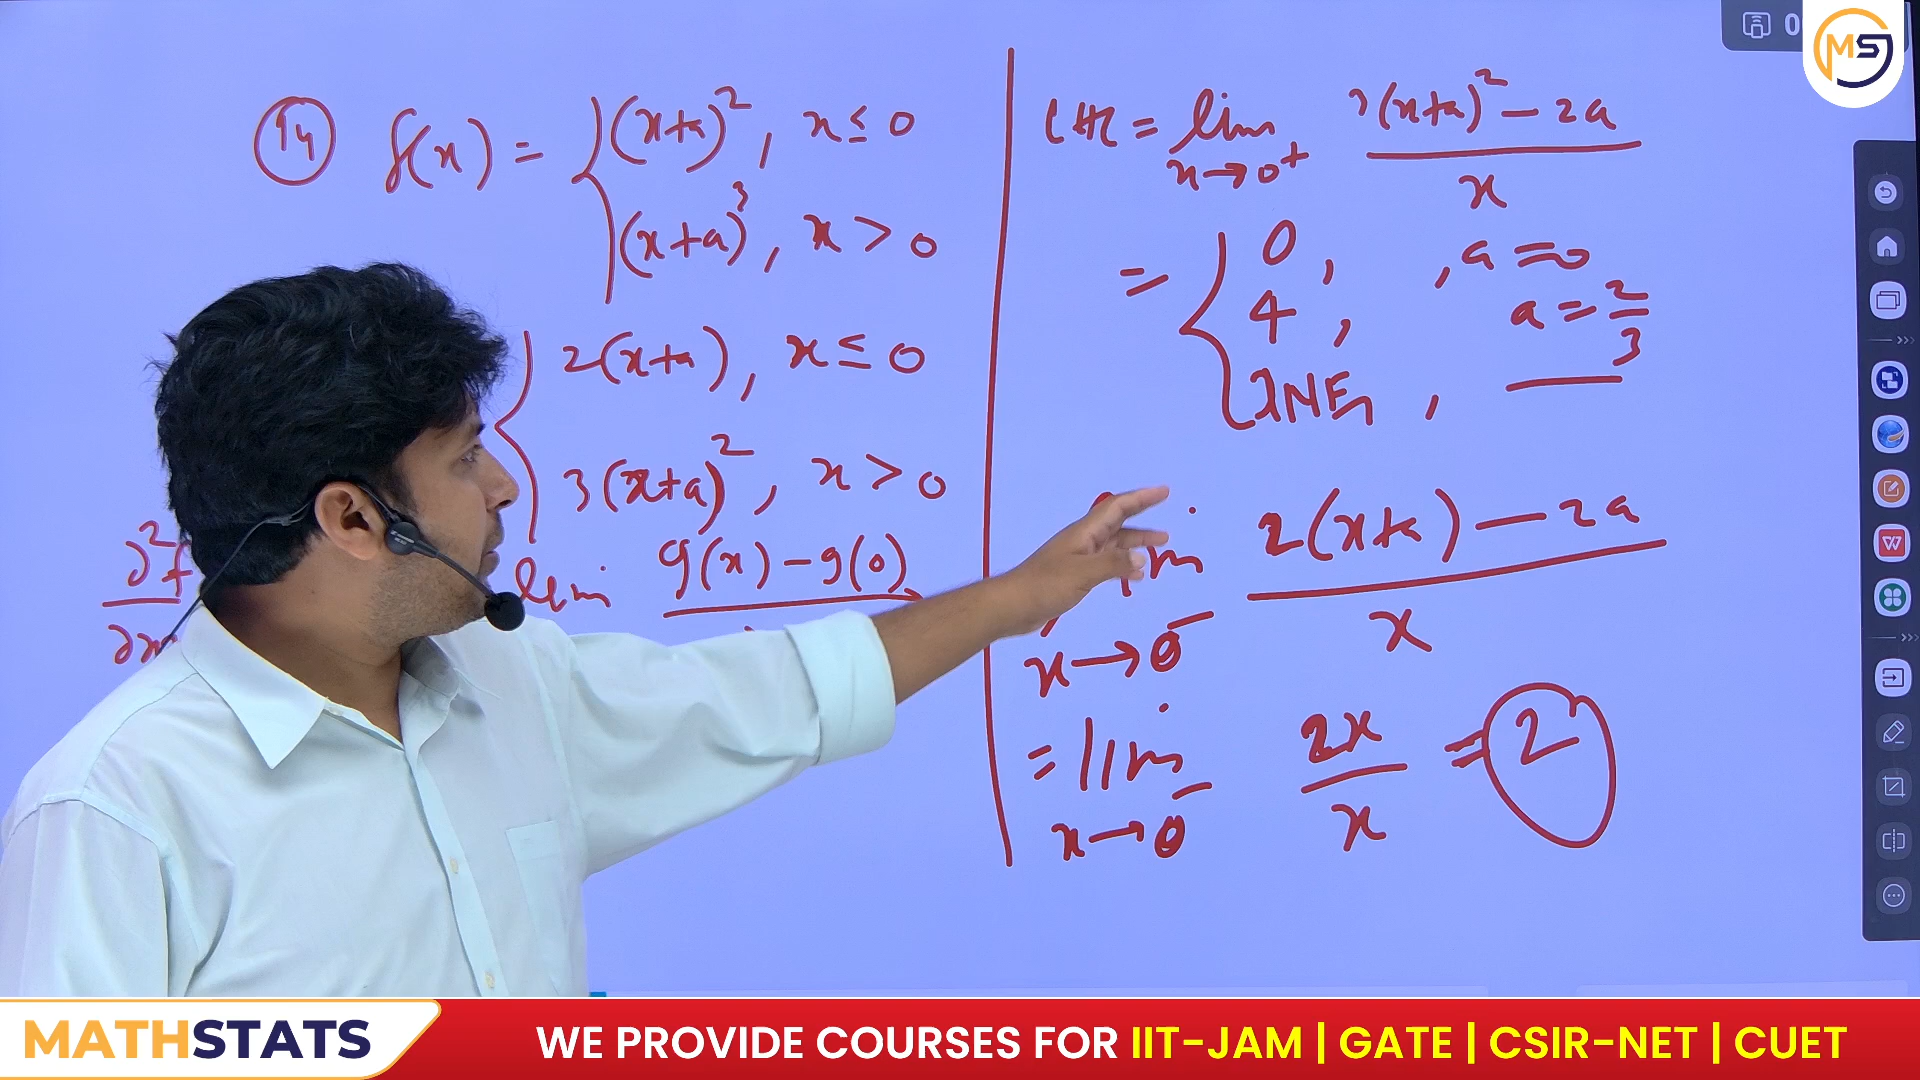 14 f(x) = { (x+a)², x ≤ 0
(x+a)³, x > 0
{ 2(x+a), x ≤ 0
3(x+a)², x > 0
∂²f
lim g(x) - g(0)
= lim 3(x+a)² - 2a
x→0⁺ x
= { 0, , a=0
4, a=2/3
DNE,
2(x+a) - 2a
x→0⁻ x
= lim 2x = 2
x→0⁻ x
MS
MATHSTATS
WE PROVIDE COURSES FOR IIT-JAM | GATE | CSIR-NET | CUET